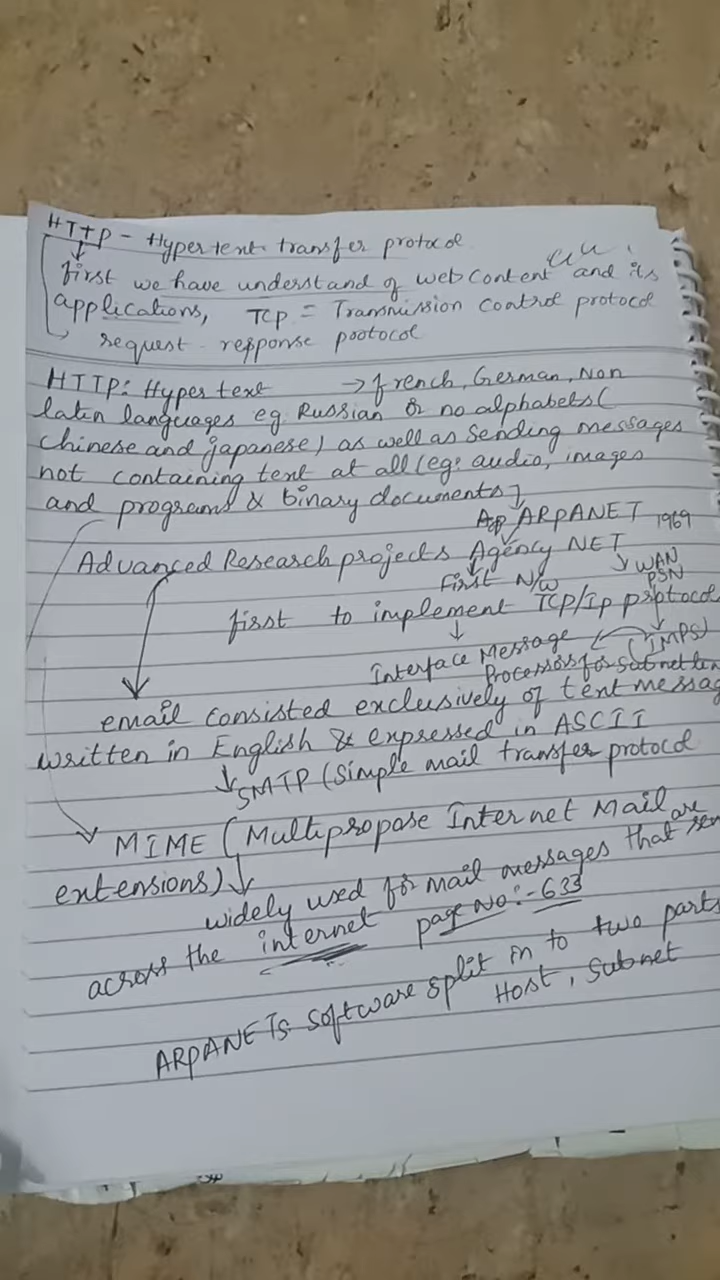 HTTP - Hypertext transfer protocol
first we have understand of web content and its
applications, TCP = Transmission control protocol
request - response protocol
HTTP: Hypertext → french, German, Non
latin languages eg. Russian or no alphabets(
chinese and japanese) as well as sending messages
not containing text at all (eg: audio, images
and programs & binary documents]
ARPANET 1969
Advanced Research projects Agency NET
First N/w WAN
PSN
first to implement TCP/Ip protocol
Interface Message (IMPS)
Processors for subnet
email consisted exclusively of text messag
written in English & expressed in ASCII
SMTP (Simple mail transfer protocol
MIME (Multipropose Internet Mail
extensions) are
widely used for mail messages that sen
across the internet page No:- 633
ARPANETs software split in to two parts
Host, subnet